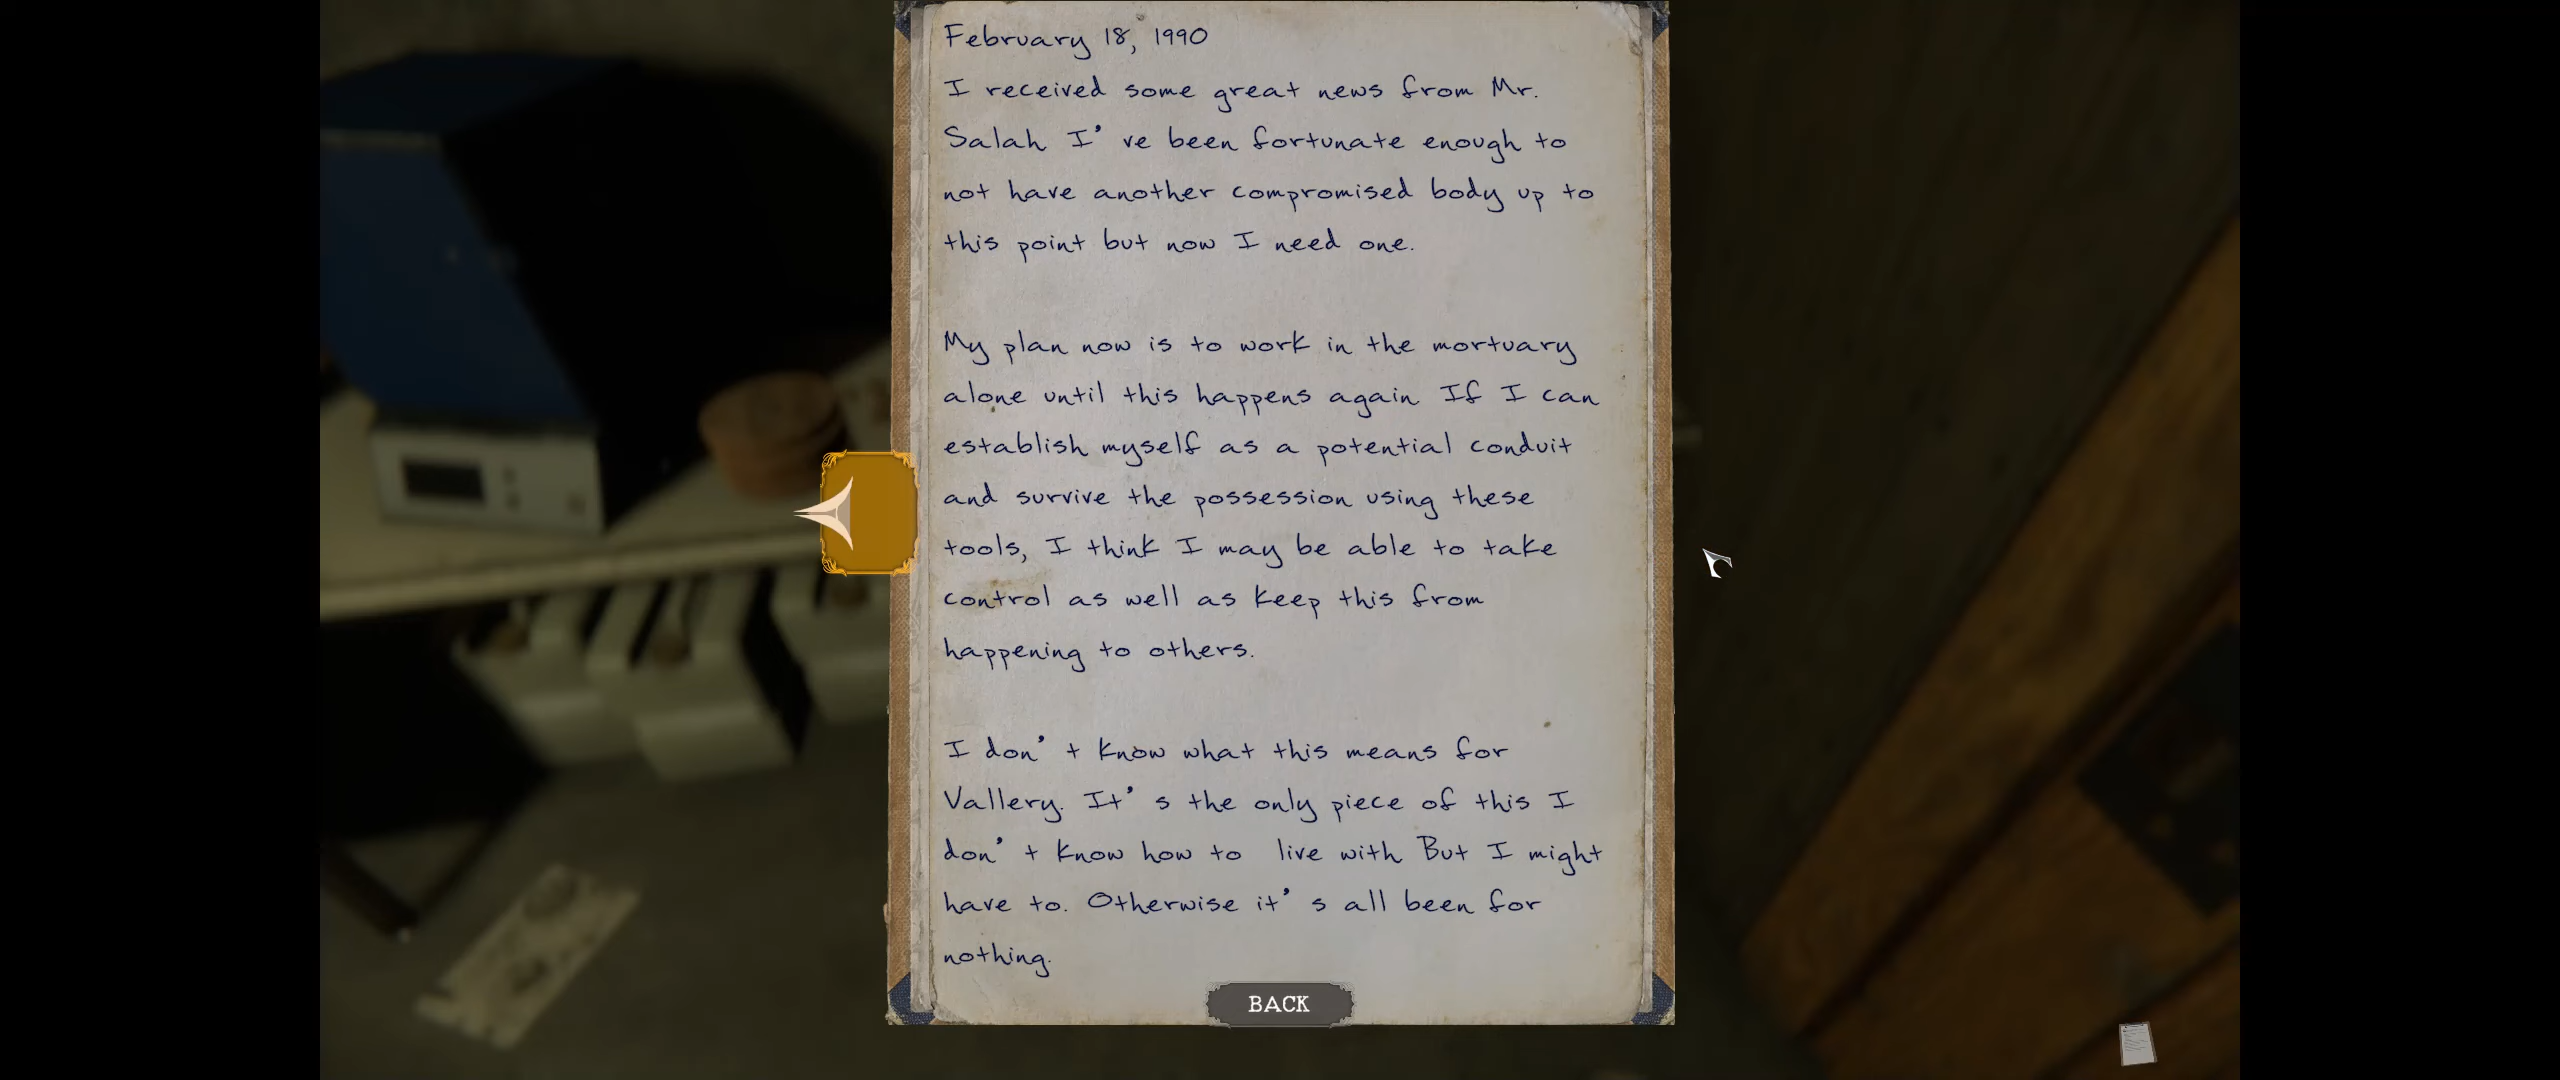 February 18, 1990
I received some great news from Mr.
Salah I' ve been fortunate enough to
not have another compromised body up to
this point but now I need one.
My plan now is to work in the mortuary
alone until this happens again If I can
establish myself as a potential conduit
and survive the possession using these
tools, I think I may be able to take
control as well as keep this from
happening to others.
I don' t know what this means for
Vallery. It' s the only piece of this I
don' t know how to  live with But I might
have to. Otherwise it' s all been for
nothing.
BACK